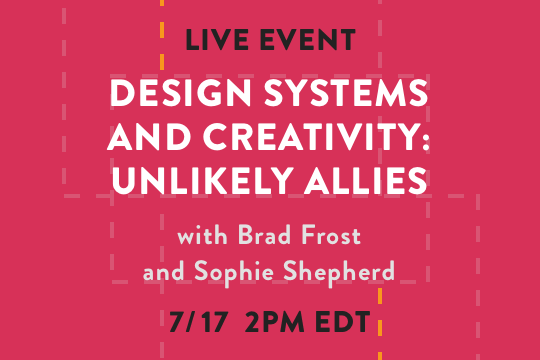 LIVE EVENT
DESIGN SYSTEMS
AND CREATIVITY:
UNLIKELY ALLIES
with Brad Frost
and Sophie Shepherd
7/17 2PM EDT